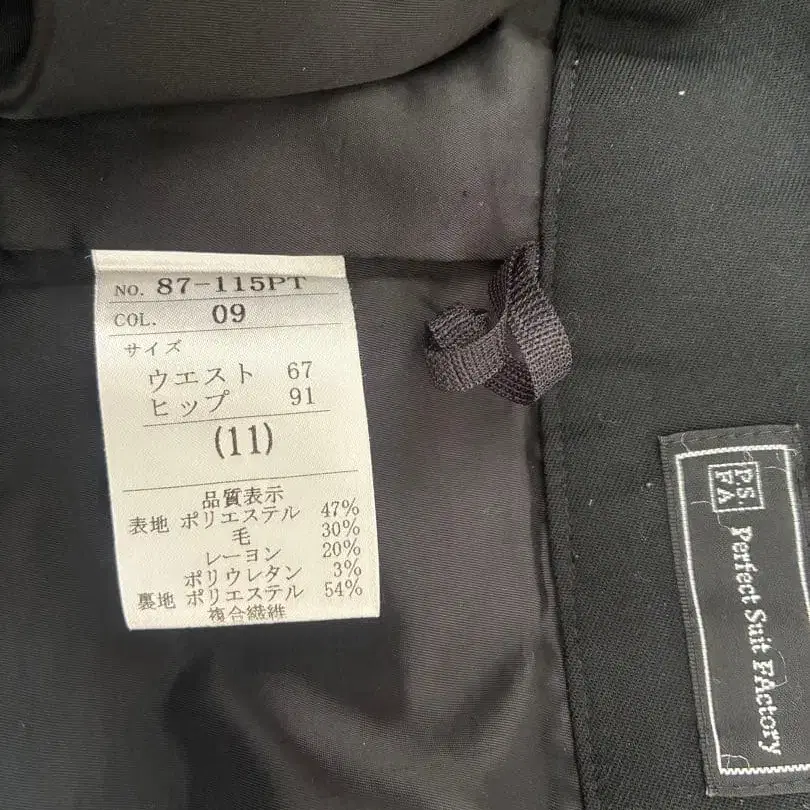 NO. 87-115PT
COL. 09
サイズ
ウエスト 67
ヒップ 91
(11)
品質表示
表地 ポリエステル 47%
毛 30%
レーヨン 20%
ポリウレタン 3%
裏地 ポリエステル 54%
複合繊維
P.S.
FA
Perfect Suit FActory